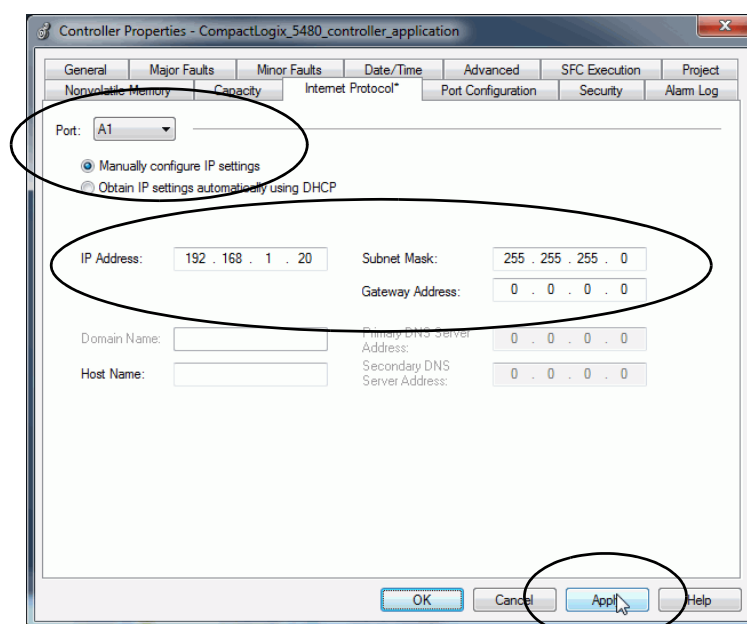 Controller Properties - CompactLogix_5480_controller_application
General Major Faults Minor Faults Date/Time Advanced SFC Execution Project
Nonvolatile Memory Capacity Internet Protocol* Port Configuration Security Alarm Log
Port: A1
Manually configure IP settings
Obtain IP settings automatically using DHCP
IP Address: 192 . 168 . 1 . 20 Subnet Mask: 255 . 255 . 255 . 0
Gateway Address: 0 . 0 . 0 . 0
Domain Name: Primary DNS Server Address: 0 . 0 . 0 . 0
Host Name: Secondary DNS Server Address: 0 . 0 . 0 . 0
OK Cancel Apply Help